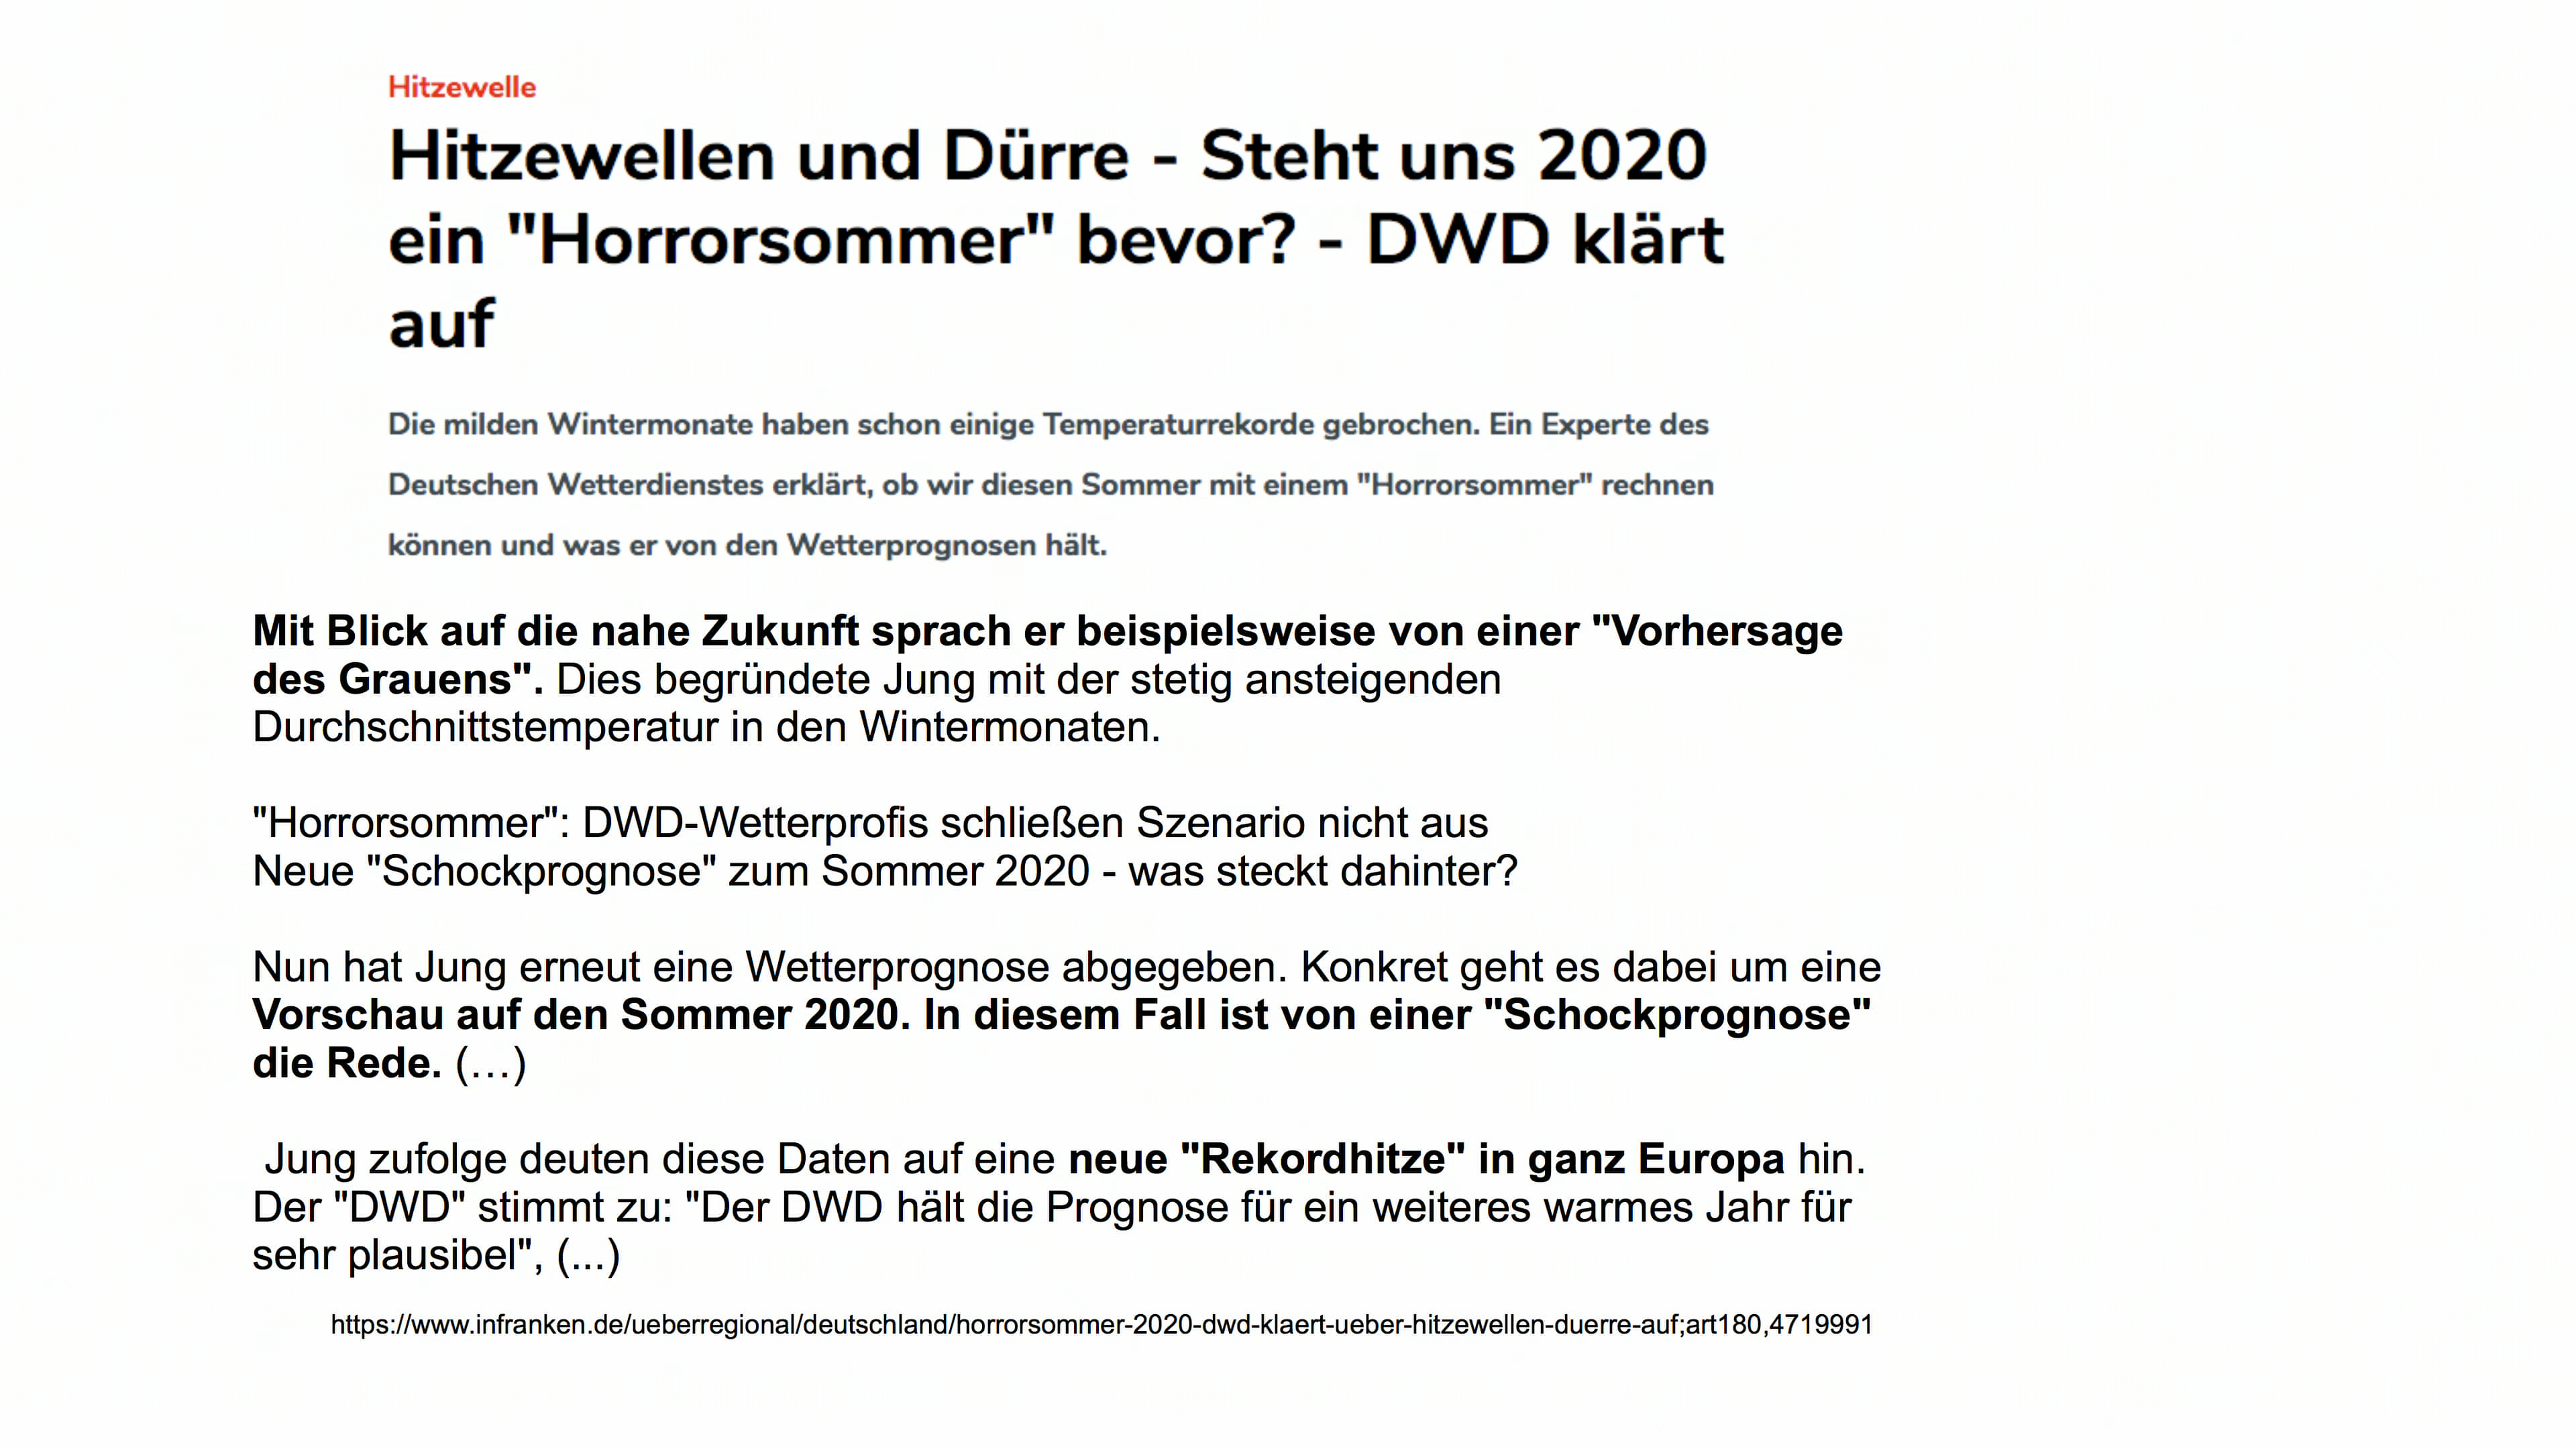 Hitzewelle
Hitzewellen und Dürre - Steht uns 2020
ein "Horrorsommer" bevor? - DWD klärt
auf
Die milden Wintermonate haben schon einige Temperaturrekorde gebrochen. Ein Experte des
Deutschen Wetterdienstes erklärt, ob wir diesen Sommer mit einem "Horrorsommer" rechnen
können und was er von den Wetterprognosen hält.
Mit Blick auf die nahe Zukunft sprach er beispielsweise von einer "Vorhersage
des Grauens". Dies begründete Jung mit der stetig ansteigenden
Durchschnittstemperatur in den Wintermonaten.
"Horrorsommer": DWD-Wetterprofis schließen Szenario nicht aus
Neue "Schockprognose" zum Sommer 2020 - was steckt dahinter?
Nun hat Jung erneut eine Wetterprognose abgegeben. Konkret geht es dabei um eine
Vorschau auf den Sommer 2020. In diesem Fall ist von einer "Schockprognose"
die Rede. (…)
Jung zufolge deuten diese Daten auf eine neue "Rekordhitze" in ganz Europa hin.
Der "DWD" stimmt zu: "Der DWD hält die Prognose für ein weiteres warmes Jahr für
sehr plausibel", (...)
https://www.infranken.de/ueberregional/deutschland/horrorsommer-2020-dwd-klaert-ueber-hitzewellen-duerre-auf;art180,4719991